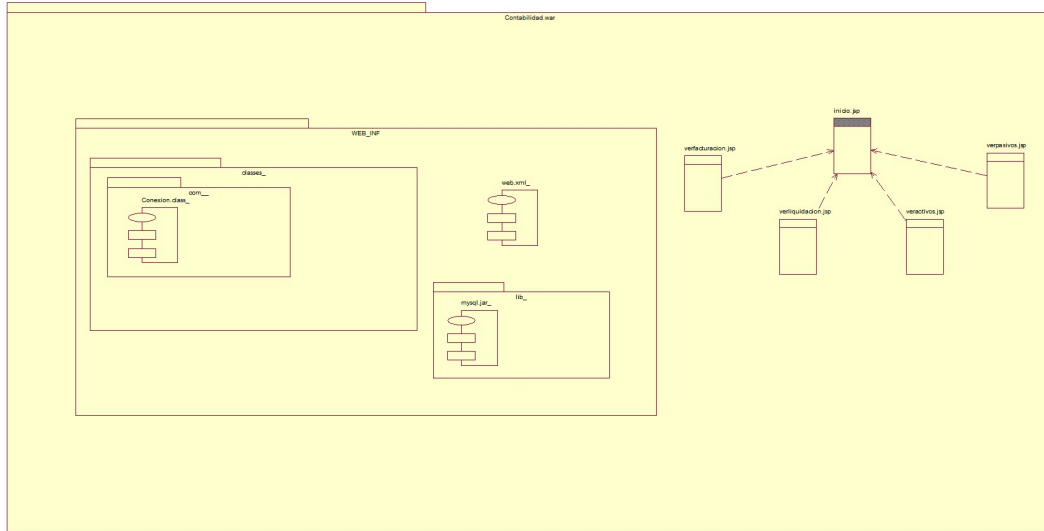 Contabilidad.war
WEB_INF
classes_
com__
Conexion.class_
web.xml_
lib_
mysql.jar_
inicio.jsp
verfacturacion.jsp
verpasivos.jsp
verliquidacion.jsp
veractivos.jsp